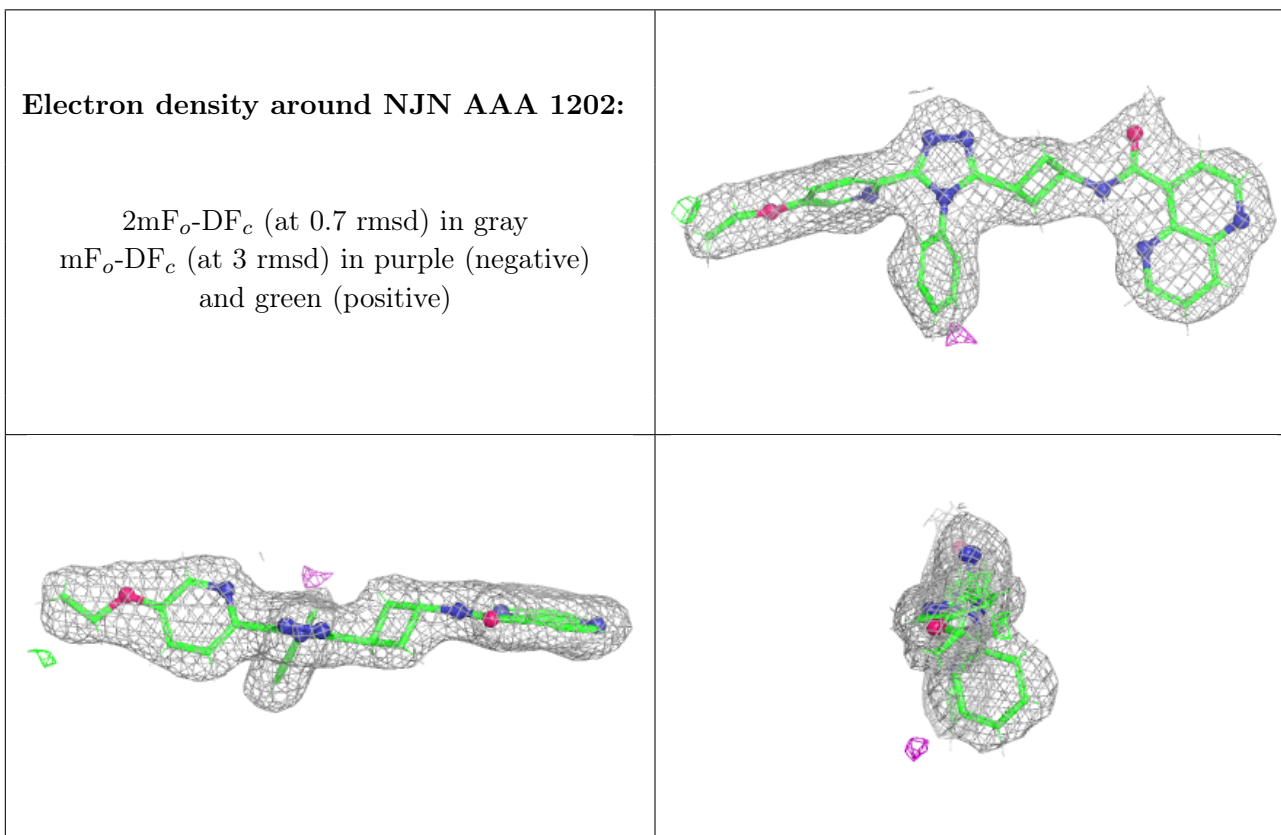 Electron density around NJN AAA 1202:
2mFo-DFc (at 0.7 rmsd) in gray
mFo-DFc (at 3 rmsd) in purple (negative)
and green (positive)